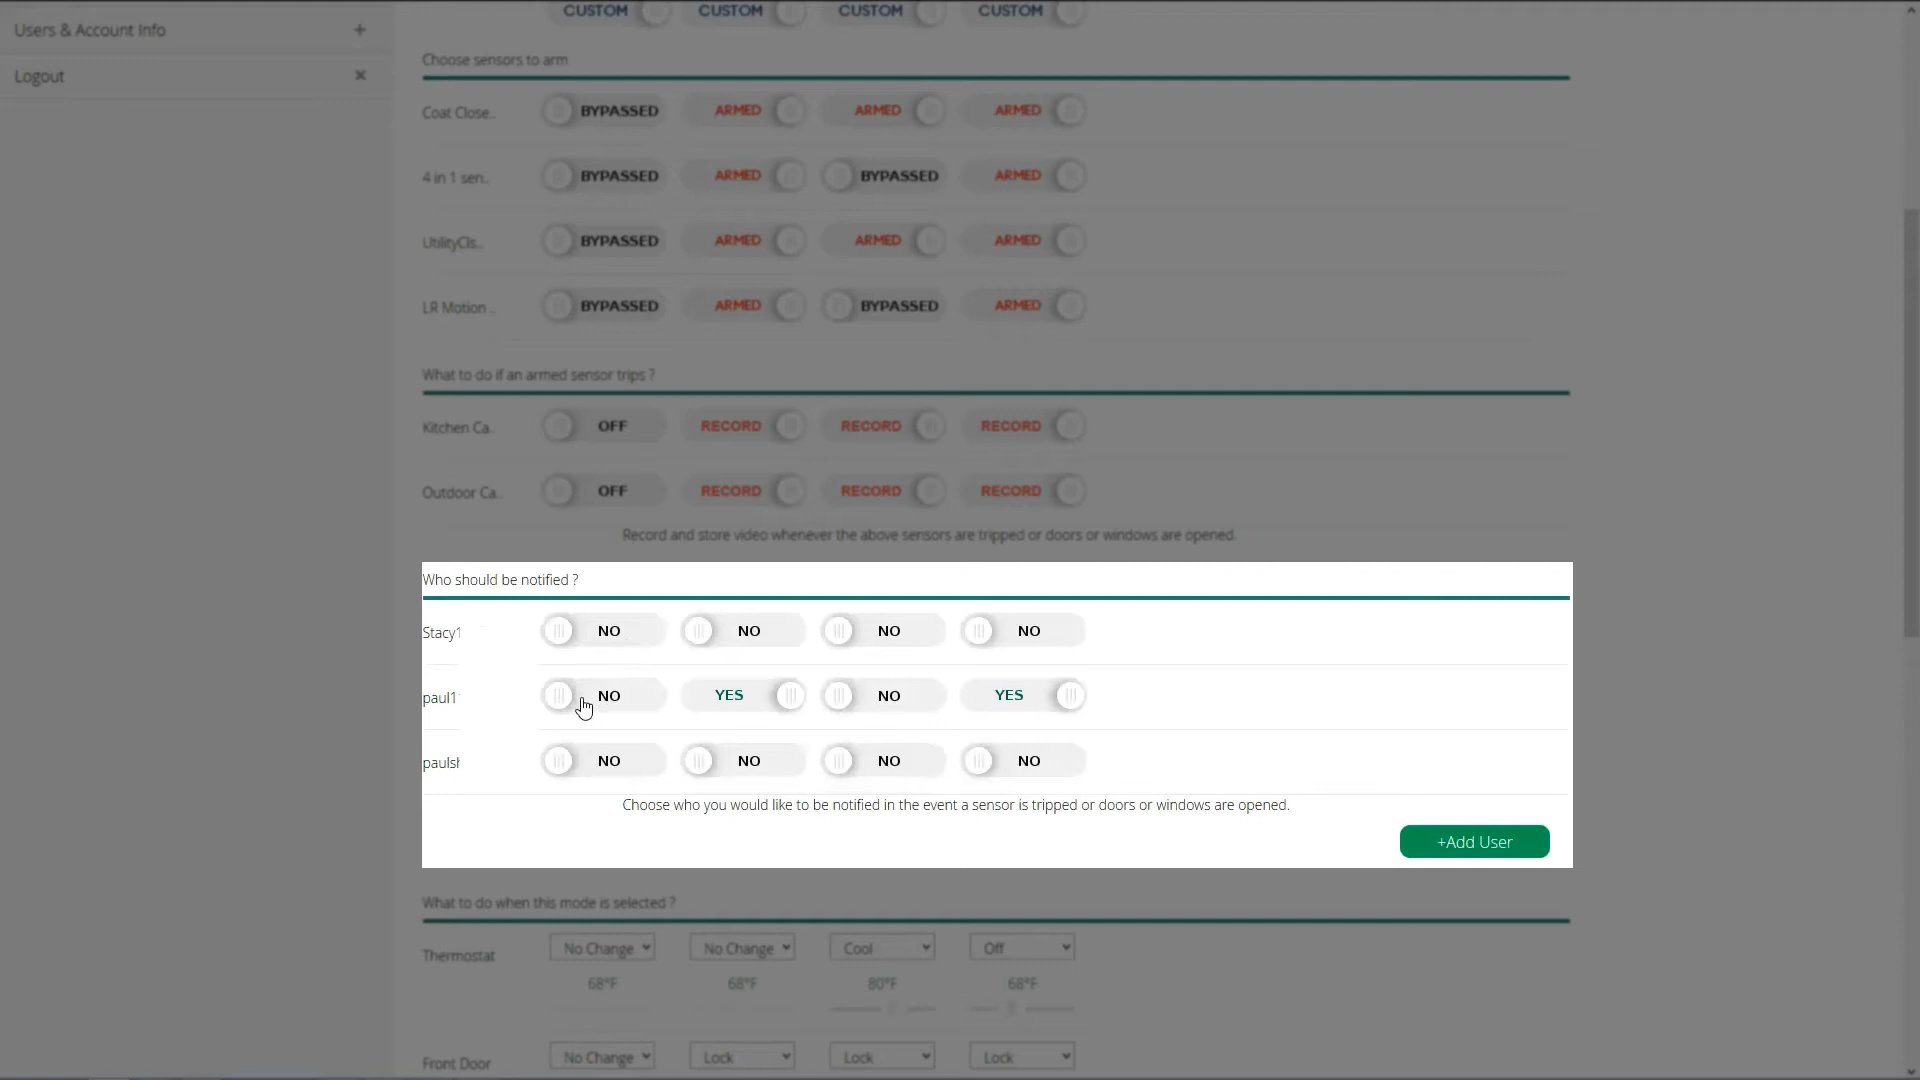 Users & Account Info
CUSTOM CUSTOM CUSTOM CUSTOM
Logout
Choose sensors to arm
Coat Close.. BYPASSED ARMED ARMED ARMED
4 in 1 sen.. BYPASSED ARMED BYPASSED ARMED
UtilityCls.. BYPASSED ARMED ARMED ARMED
LR Motion .. BYPASSED ARMED BYPASSED ARMED
What to do if an armed sensor trips ?
Kitchen Ca.. OFF RECORD RECORD RECORD
Outdoor Ca.. OFF RECORD RECORD RECORD
Record and store video whenever the above sensors are tripped or doors or windows are opened.
Who should be notified ?
Stacy1 NO NO NO NO
paul1 NO YES NO YES
paulsh NO NO NO NO
Choose who you would like to be notified in the event a sensor is tripped or doors or windows are opened.
+Add User
What to do when this mode is selected ?
Thermostat No Change No Change Cool Off
68°F 68°F 80°F 68°F
Front Door No Change Lock Lock Lock